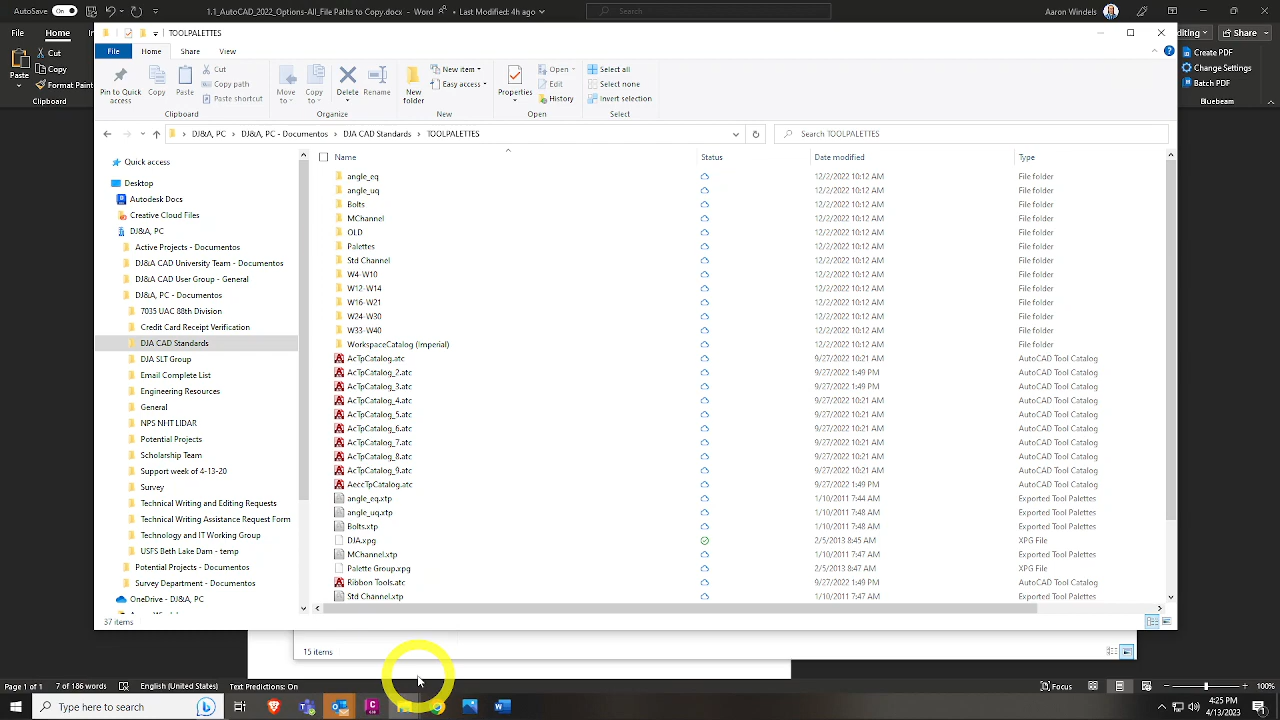 AutoSave On 1.1_AutoCAD_2022_Options-All_File Paths to Copy.docx - Word • Last Modified: 4h ago Search Aaron Windels
TOOLPALETTES
File Home
File Home Share View
Cut
Copy
Format Paint
Paste
Clipboard
Pin to Quick access
Copy
Paste
Cut
Copy path
Paste shortcut
Clipboard
Move to
Copy to
Delete
Rename
Organize
New folder
New item
Easy access
New
Properties
Open
Edit
History
Open
Select all
Select none
Invert selection
Select
Share
Create PDF
Change Settings
Batch PDF
Bluebeam
DJ&A, PC > DJ&A, PC - Documentos > DJA CAD Standards > TOOLPALETTES
Search TOOLPALETTES
Quick access
Desktop
Autodesk Docs
Creative Cloud Files
DJ&A, PC
Active Projects - Documentos
DJ&A CAD University Team - Documentos
DJ&A CAD User Group - General
DJ&A, PC - Documentos
7035 UAC 88th Division
Credit Card Receipt Verification
DJA CAD Standards
DJA SLT Group
Email Complete List
Engineering Resources
General
NPS NHT LIDAR
Potential Projects
Scholarship Team
Support week of 4-13-20
Survey
Technical Writing and Editing Requests
Technical Writing Assistance Request Form
Technology and IT Working Group
USFS Beth Lake Dam - temp
Potential Projects - Documentos
Survey Department - Documentos
OneDrive - DJ&A, PC
Name Status Date modified Type
angle_eq 12/2/2022 10:12 AM File folder
angle_uq 12/2/2022 10:12 AM File folder
Bolts 12/2/2022 10:12 AM File folder
MChannel 12/2/2022 10:12 AM File folder
OLD 12/2/2022 10:12 AM File folder
Palettes 12/2/2022 10:12 AM File folder
Std Channel 12/2/2022 10:12 AM File folder
W4-W10 12/2/2022 10:12 AM File folder
W12-W14 12/2/2022 10:12 AM File folder
W16-W21 12/2/2022 10:12 AM File folder
W24-W30 12/2/2022 10:12 AM File folder
W33-W40 12/2/2022 10:12 AM File folder
WorkspaceCatalog (Imperial) 12/2/2022 10:12 AM File folder
AcTpCatalog.atc 9/27/2022 10:21 AM AutoCAD Tool Catalog
AcTpCatalog_2.atc 9/27/2022 1:49 PM AutoCAD Tool Catalog
AcTpCatalog_3.atc 9/27/2022 1:49 PM AutoCAD Tool Catalog
AcTpCatalog_4.atc 9/27/2022 10:21 AM AutoCAD Tool Catalog
AcTpCatalog_5.atc 9/27/2022 10:21 AM AutoCAD Tool Catalog
AcTpCatalog_6.atc 9/27/2022 10:21 AM AutoCAD Tool Catalog
AcTpCatalog_7.atc 9/27/2022 10:21 AM AutoCAD Tool Catalog
AcTpCatalog_8.atc 9/27/2022 10:21 AM AutoCAD Tool Catalog
AcTpCatalog_9.atc 9/27/2022 10:21 AM AutoCAD Tool Catalog
AeccTpCatalog.atc 9/27/2022 1:49 PM AutoCAD Tool Catalog
angle_eq.xtp 1/10/2011 7:44 AM Exported Tool Palettes
angle_uq.xtp 1/10/2011 7:48 AM Exported Tool Palettes
Bolts.xtp 1/10/2011 7:48 AM Exported Tool Palettes
DJA.xpg 2/5/2013 8:45 AM XPG File
MChannel.xtp 1/10/2011 7:47 AM Exported Tool Palettes
Palette Group.xpg 2/5/2013 8:49 AM XPG File
Ribbon Tools.atc 9/27/2022 1:49 PM AutoCAD Tool Catalog
Std Channel.xtp 1/10/2011 7:47 AM Exported Tool Palettes
37 items
15 items
Page 1 of 1 7 of 186 words English (United States) Text Predictions: On Focus 100%
Type here to search
4:25 PM
4/13/2023